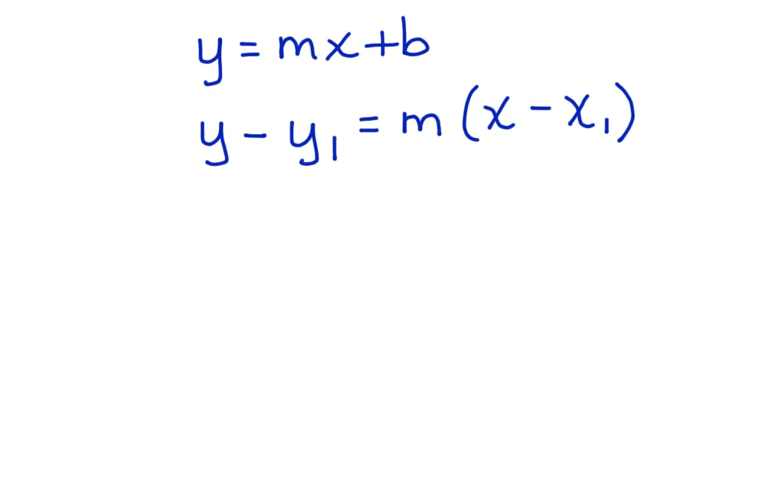 y = mx+b
y - y₁ = m (x - x₁)